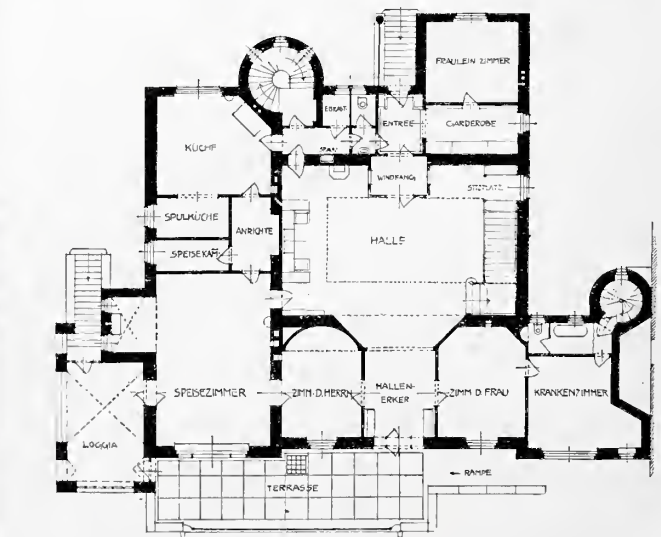 FRÄULEIN ZIMMER
ENTREE
GARDEROBE
KÜCHE
WINDFANG
SITZPLATZ
SPÜLKÜCHE
ANRICHTE
HALLE
SPEISEKAM
SPEISEZIMMER
ZIMM·D·HERRN
HALLEN-
ERKER
ZIMM D. FRAU
KRANKENZIMMER
LOGGIA
RAMPE
TERRASSE